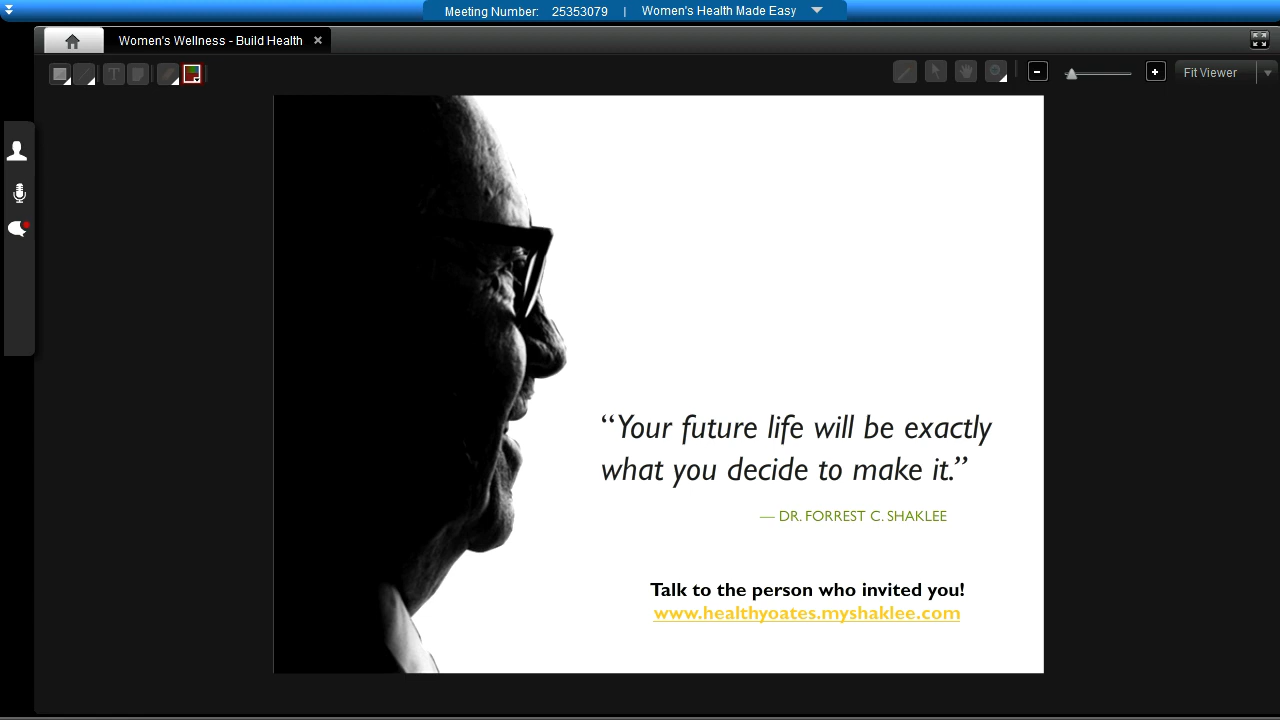 Meeting Number: 25353079 | Women's Health Made Easy
Women's Wellness - Build Health
T
Fit Viewer
“Your future life will be exactly
what you decide to make it.”
— DR. FORREST C. SHAKLEE
Talk to the person who invited you!
www.healthyoates.myshaklee.com